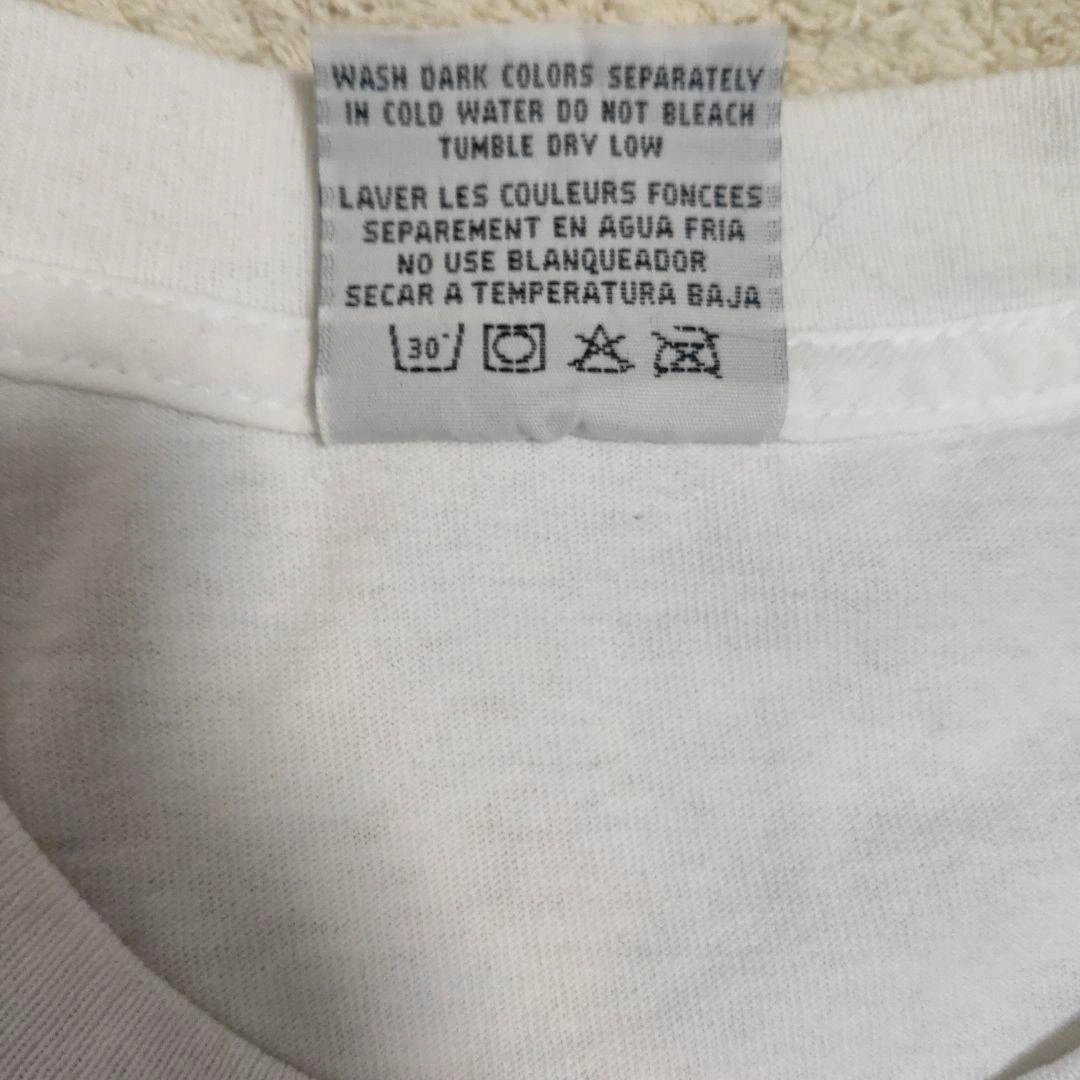 WASH DARK COLORS SEPARATELY
IN COLD WATER DO NOT BLEACH
TUMBLE DRY LOW
LAVER LES COULEURS FONCEES
SEPAREMENT EN AGUA FRIA
NO USE BLANQUEADOR
SECAR A TEMPERATURA BAJA
30°